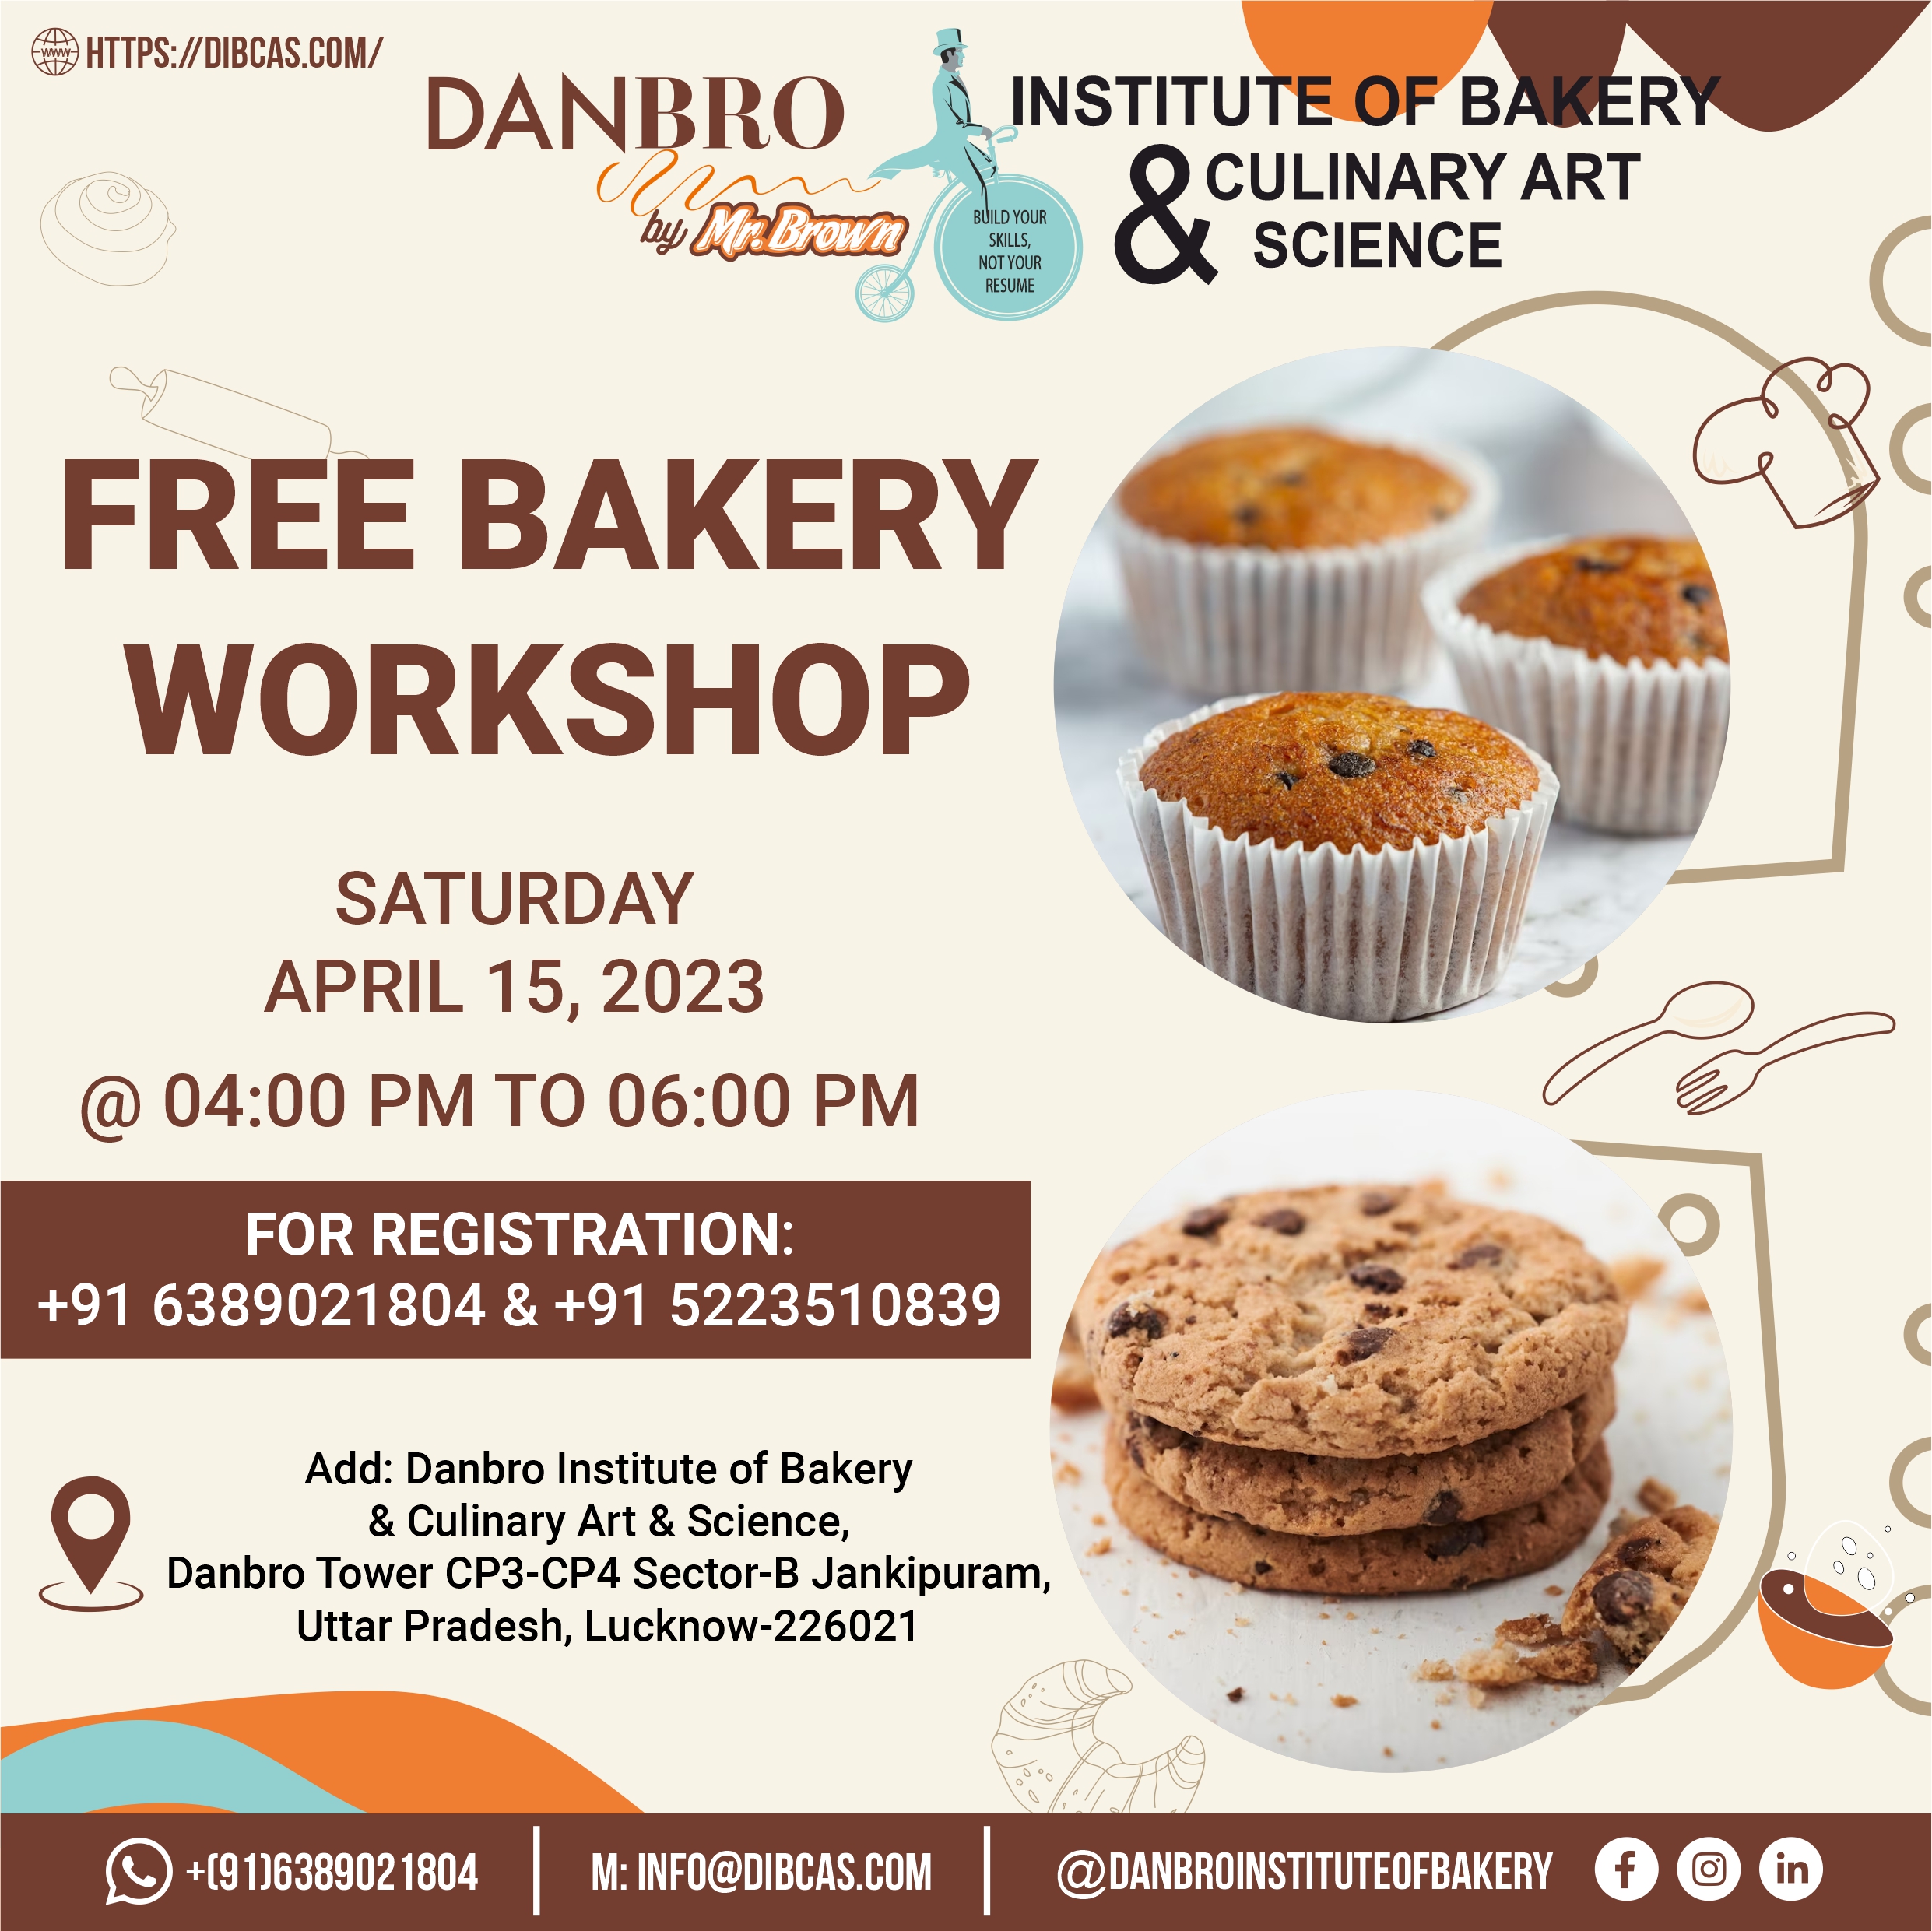 WWW HTTPS://DIBCAS.COM/
DANBRO
by Mr. Brown
BUILD YOUR
SKILLS,
NOT YOUR
RESUME
INSTITUTE OF BAKERY
& CULINARY ART
SCIENCE
FREE BAKERY
WORKSHOP
SATURDAY
APRIL 15, 2023
@ 04:00 PM TO 06:00 PM
FOR REGISTRATION:
+91 6389021804 & +91 5223510839
Add: Danbro Institute of Bakery
& Culinary Art & Science,
Danbro Tower CP3-CP4 Sector-B Jankipuram,
Uttar Pradesh, Lucknow-226021
+(91)6389021804
M: INFO@DIBCAS.COM
@DANBROINSTITUTEOFBAKERY